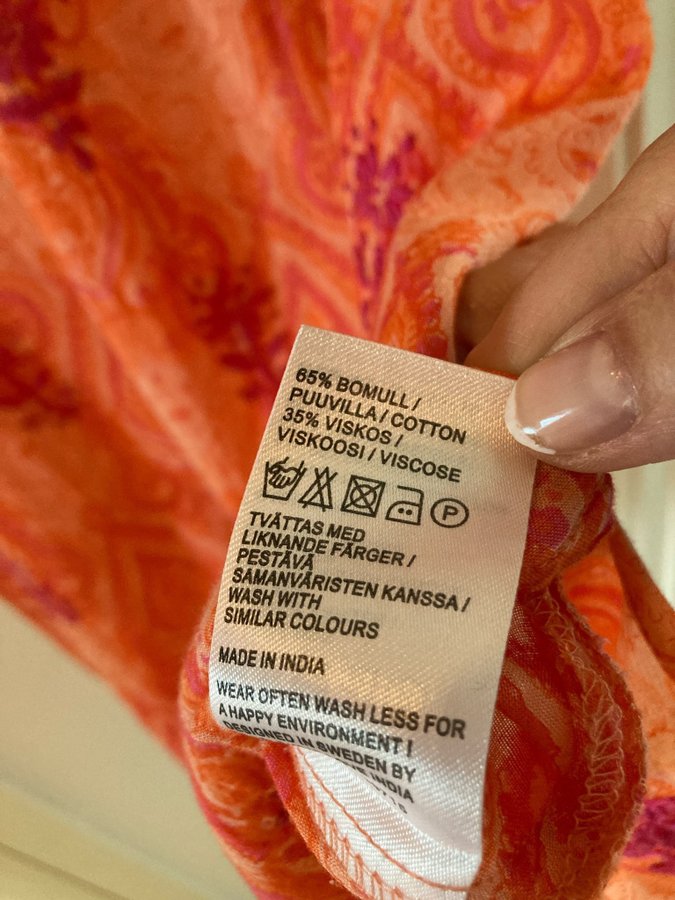 65% BOMULL /
PUUVILLA / COTTON
35% VISKOS /
VISKOOSI / VISCOSE
P
TVÄTTAS MED
LIKNANDE FÄRGER /
PESTÄVÄ
SAMANVÄRISTEN KANSSA /
WASH WITH
SIMILAR COLOURS
MADE IN INDIA
WEAR OFTEN WASH LESS FOR
A HAPPY ENVIRONMENT I
DESIGNED IN SWEDEN BY
INDIA